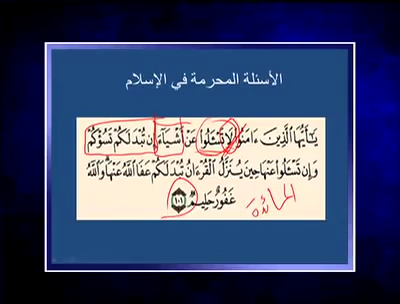 الأسئلة المحرمة في الإسلام
يَٰٓأَيُّهَا ٱلَّذِينَ ءَامَنُوا۟ لَا تَسْـَٔلُوا۟ عَنْ أَشْيَآءَ إِن تُبْدَ لَكُمْ تَسُؤْكُمْ
وَإِن تَسْـَٔلُوا۟ عَنْهَا حِينَ يُنَزَّلُ ٱلْقُرْءَانُ تُبْدَ لَكُمْ عَفَا ٱللَّهُ عَنْهَا وَٱللَّهُ
غَفُورٌ حَلِيمٌ ١٠١
المائدة